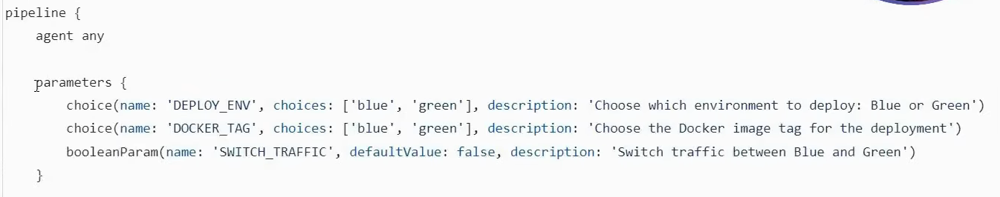 pipeline {
    agent any
    parameters {
        choice(name: 'DEPLOY_ENV', choices: ['blue', 'green'], description: 'Choose which environment to deploy: Blue or Green')
        choice(name: 'DOCKER_TAG', choices: ['blue', 'green'], description: 'Choose the Docker image tag for the deployment')
        booleanParam(name: 'SWITCH_TRAFFIC', defaultValue: false, description: 'Switch traffic between Blue and Green')
    }